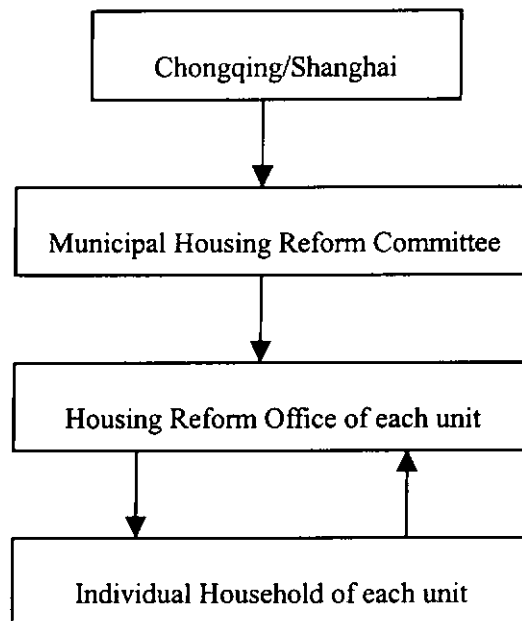 Chongqing/Shanghai
Municipal Housing Reform Committee
Housing Reform Office of each unit
Individual Household of each unit